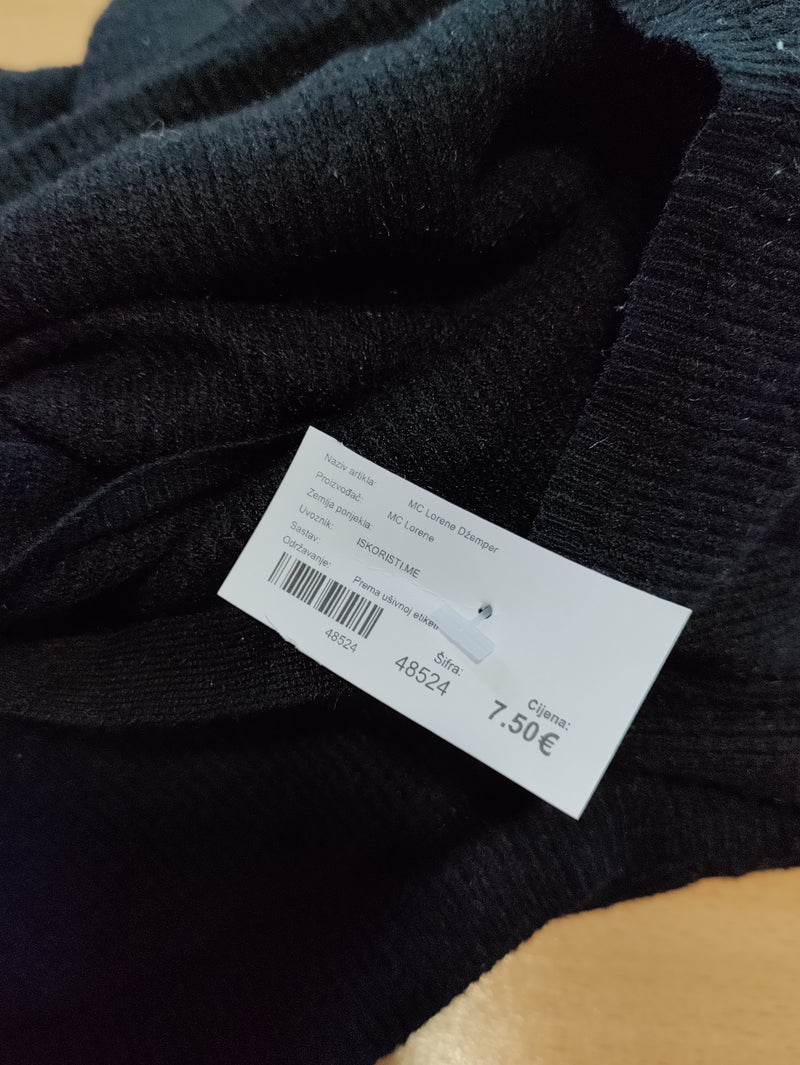 Naziv artikla: MC Lorene Džemper
Proizvođač: MC Lorene
Zemlja porijekla:
Uvoznik: ISKORISTI.ME
Sastav:
Održavanje: Prema ušivnoj
48524
Šifra:
48524
Cijena:
7.50€